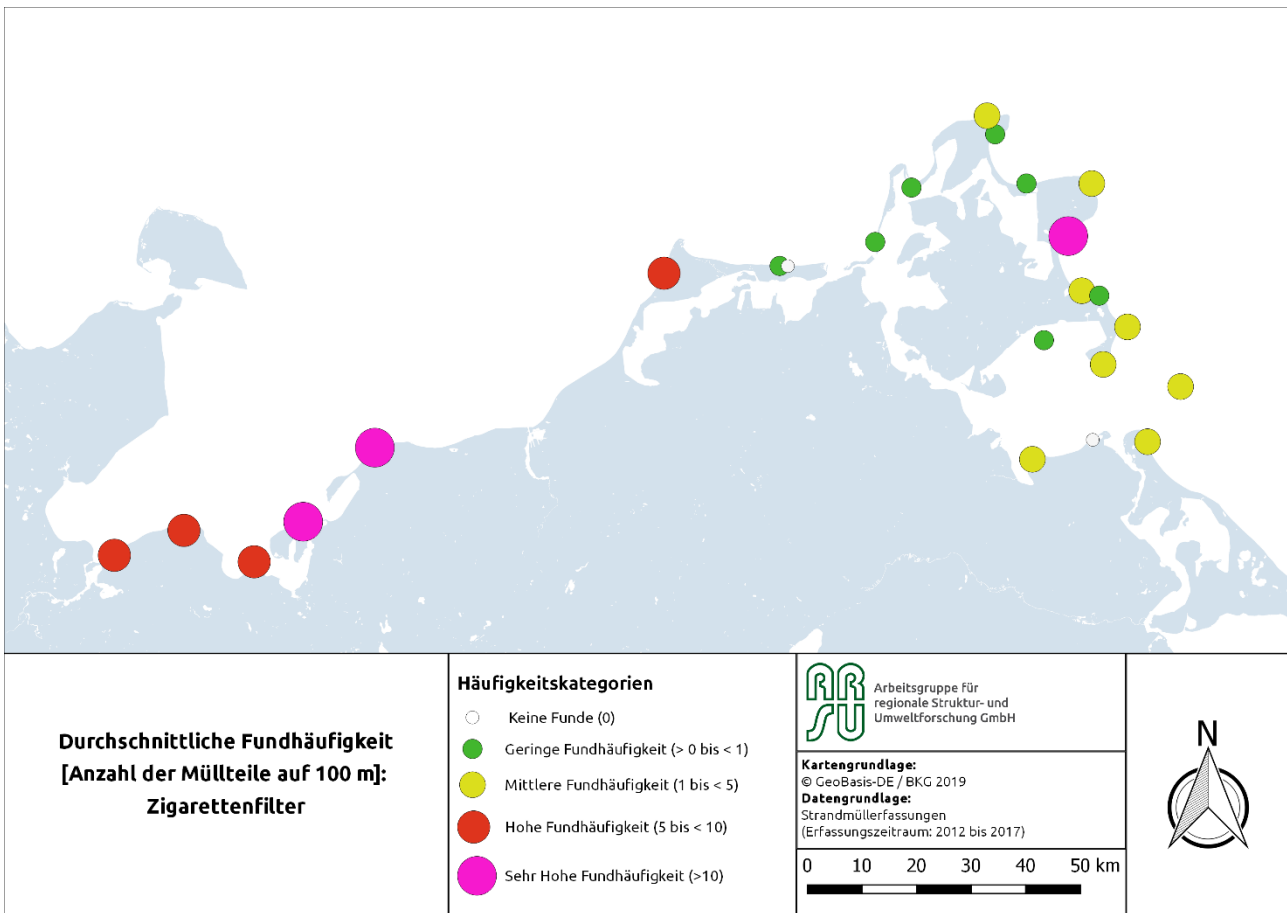 Durchschnittliche Fundhäufigkeit
[Anzahl der Müllteile auf 100 m]:
Zigarettenfilter
Häufigkeitskategorien
Keine Funde (0)
Geringe Fundhäufigkeit (> 0 bis < 1)
Mittlere Fundhäufigkeit (1 bis < 5)
Hohe Fundhäufigkeit (5 bis < 10)
Sehr Hohe Fundhäufigkeit (>10)
ARSU
Arbeitsgruppe für
regionale Struktur- und
Umweltforschung GmbH
Kartengrundlage:
© GeoBasis-DE / BKG 2019
Datengrundlage:
Strandmüllerfassungen
(Erfassungszeitraum: 2012 bis 2017)
0 10 20 30 40 50 km
N